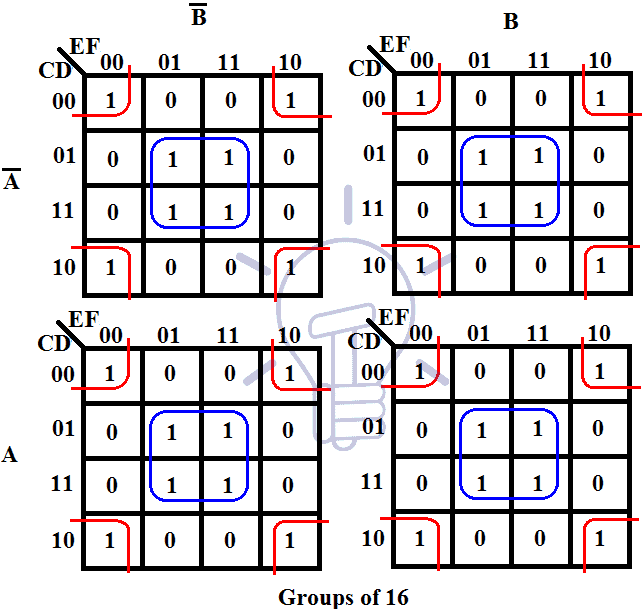 B̅ B
EF EF
CD 00 01 11 10 CD 00 01 11 10
00 1 0 0 1 00 1 0 0 1
01 0 1 1 0 01 0 1 1 0
A̅
11 0 1 1 0 11 0 1 1 0
10 1 0 0 1 10 1 0 0 1
EF EF
CD 00 01 11 10 CD 00 01 11 10
00 1 0 0 1 00 1 0 0 1
01 0 1 1 0 01 0 1 1 0
A
11 0 1 1 0 11 0 1 1 0
10 1 0 0 1 10 1 0 0 1
Groups of 16